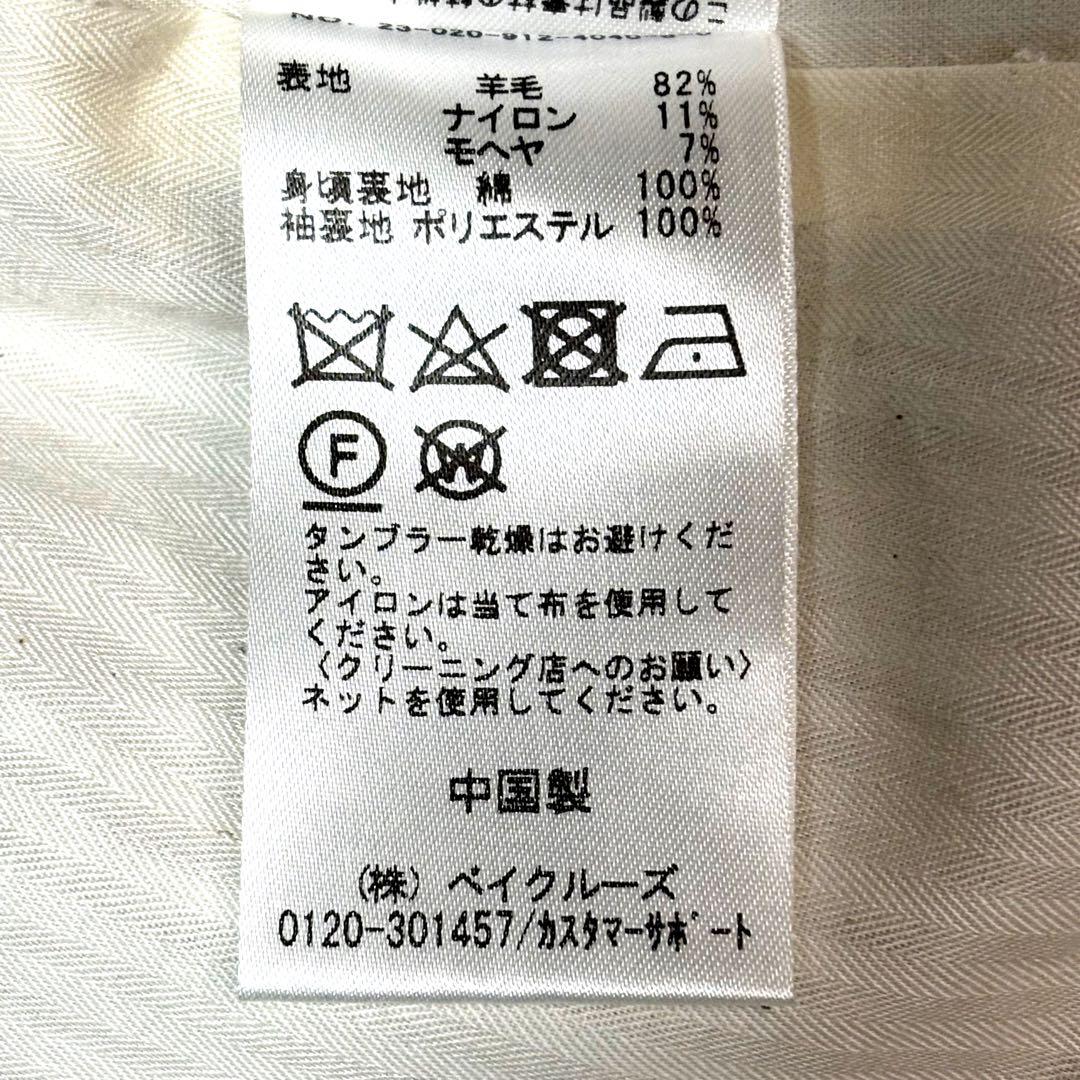 表地 羊毛 82%
ナイロン 11%
モヘヤ 7%
身頃裏地 綿 100%
袖裏地 ポリエステル 100%
F
W
タンブラー乾燥はお避けくだ
さい。
アイロンは当て布を使用して
ください。
〈クリーニング店へのお願い〉
ネットを使用してください。
中国製
(株) ベイクルーズ
0120-301457/カスタマーサポート